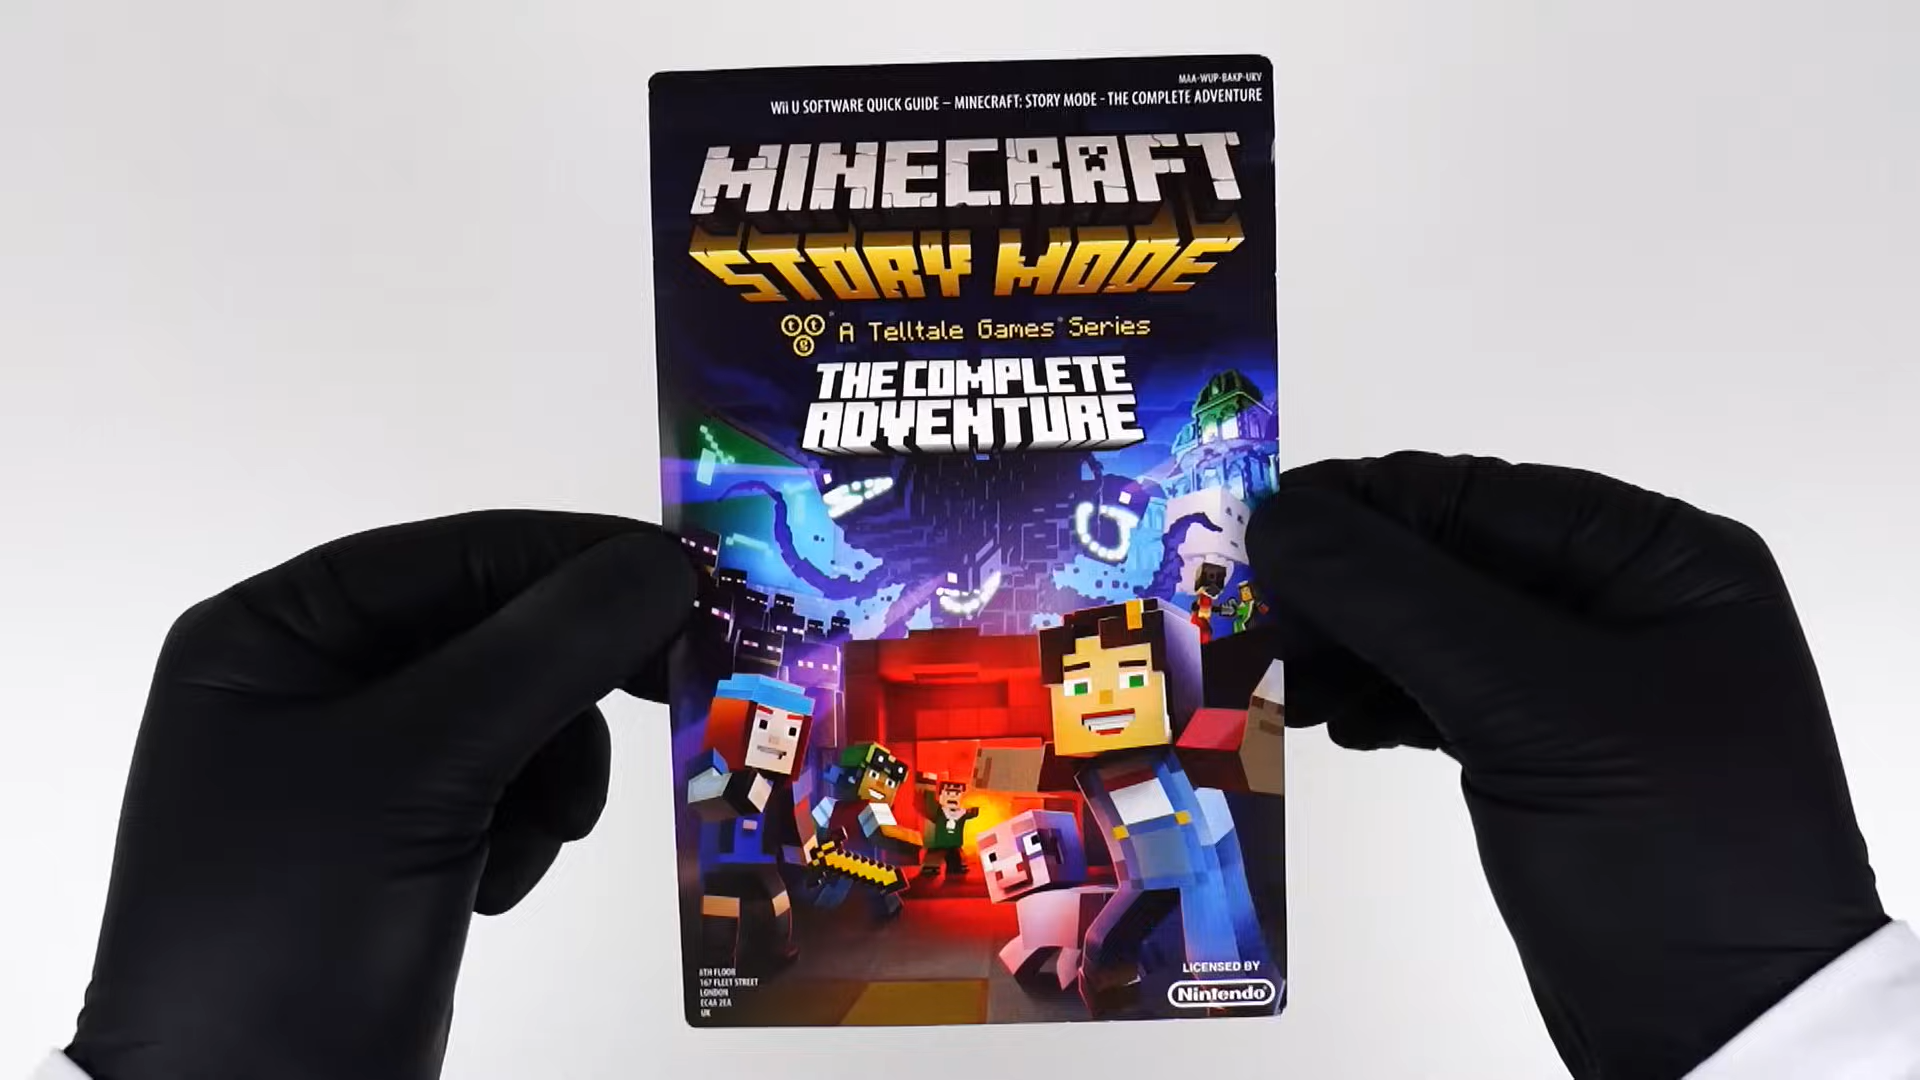 MAA-WUP-BAKP-UKV
Wii U SOFTWARE QUICK GUIDE – MINECRAFT: STORY MODE - THE COMPLETE ADVENTURE
MINECRAFT
STORY MODE
ttg® A Telltale Games® Series
THE COMPLETE
ADVENTURE
6TH FLOOR
167 FLEET STREET
LONDON
EC4A 2EA
UK
LICENSED BY
Nintendo®